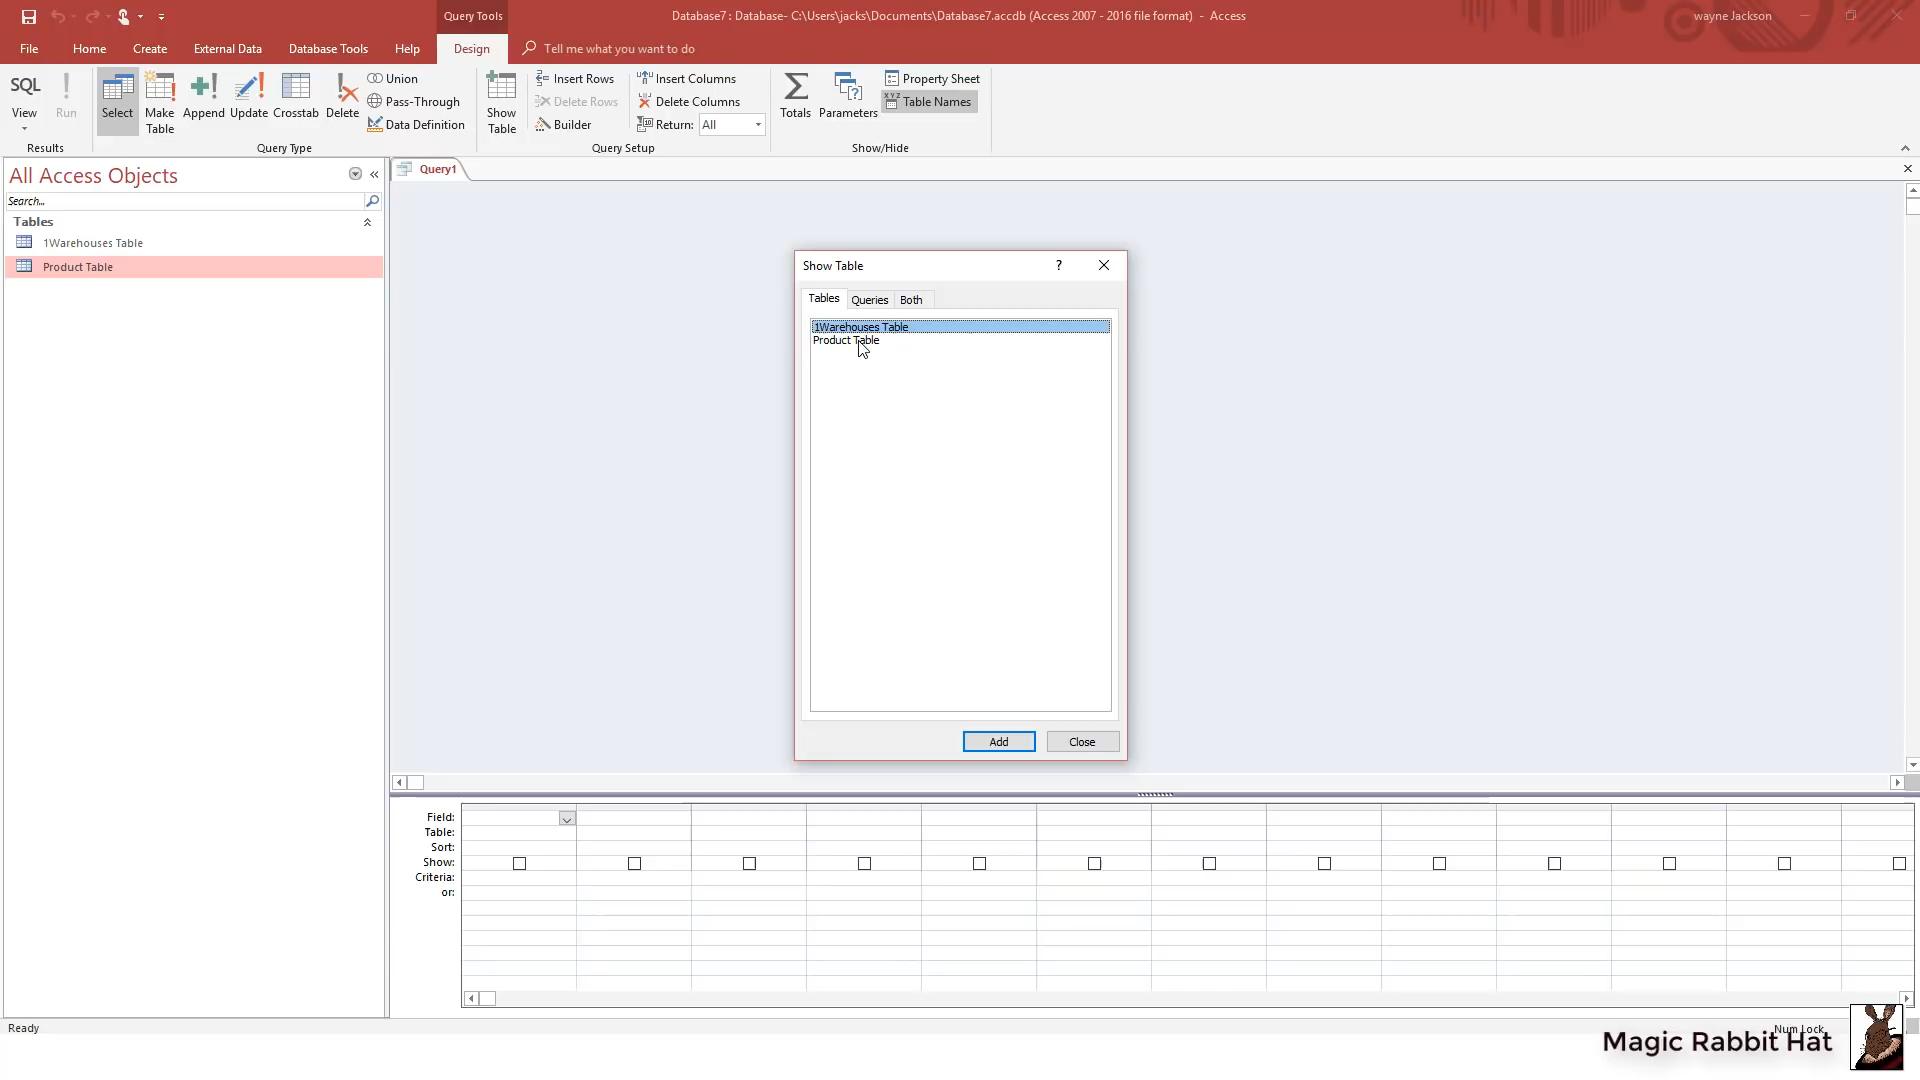 Query Tools
Database7 : Database- C:\Users\jacks\Documents\Database7.accdb (Access 2007 - 2016 file format) - Access
wayne Jackson
File Home Create External Data Database Tools Help Design Tell me what you want to do
SQL
View
Run
Results
Select
Make Table
Append
Update
Crosstab
Delete
Union
Pass-Through
Data Definition
Query Type
Show Table
Insert Rows
Delete Rows
Builder
Insert Columns
Delete Columns
Return: All
Query Setup
Totals
Parameters
Property Sheet
Table Names
Show/Hide
All Access Objects
Search...
Tables
1Warehouses Table
Product Table
Query1
Show Table
?
Tables Queries Both
1Warehouses Table
Product Table
Add Close
Field:
Table:
Sort:
Show:
Criteria:
or:
Ready
Num Lock
Magic Rabbit Hat